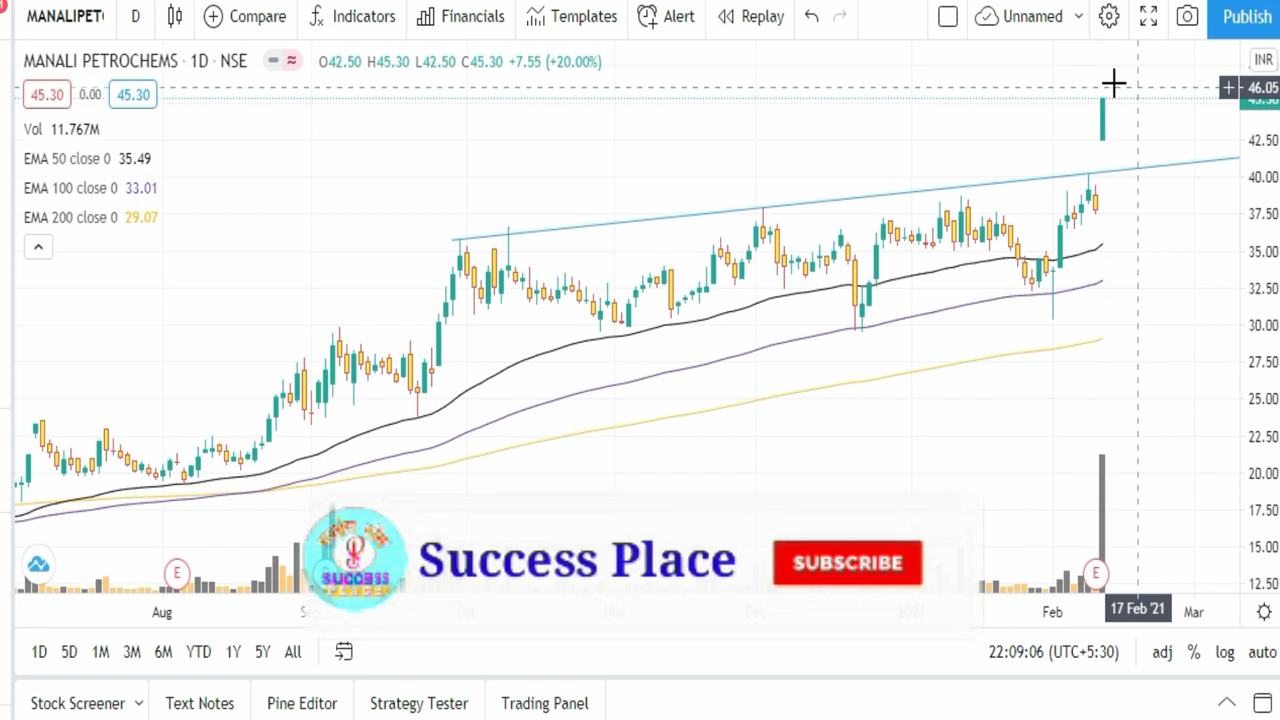 MANALIPET
D
Compare
Indicators
Financials
Templates
Alert
Replay
Unnamed
Publish
MANALI PETROCHEMS · 1D · NSE
O42.50 H45.30 L42.50 C45.30 +7.55 (+20.00%)
INR
45.30 0.00 45.30
46.05
Vol 11.767M
EMA 50 close 0 35.49
EMA 100 close 0 33.01
EMA 200 close 0 29.07
42.50
40.00
37.50
35.00
32.50
30.00
27.50
25.00
22.50
20.00
17.50
15.00
12.50
E
E
SUCCESS
Success Place
SUBSCRIBE
Aug
Oct
Nov
Dec
2021
Feb
17 Feb '21
Mar
1D 5D 1M 3M 6M YTD 1Y 5Y All
22:09:06 (UTC+5:30)
adj % log auto
Stock Screener
Text Notes
Pine Editor
Strategy Tester
Trading Panel